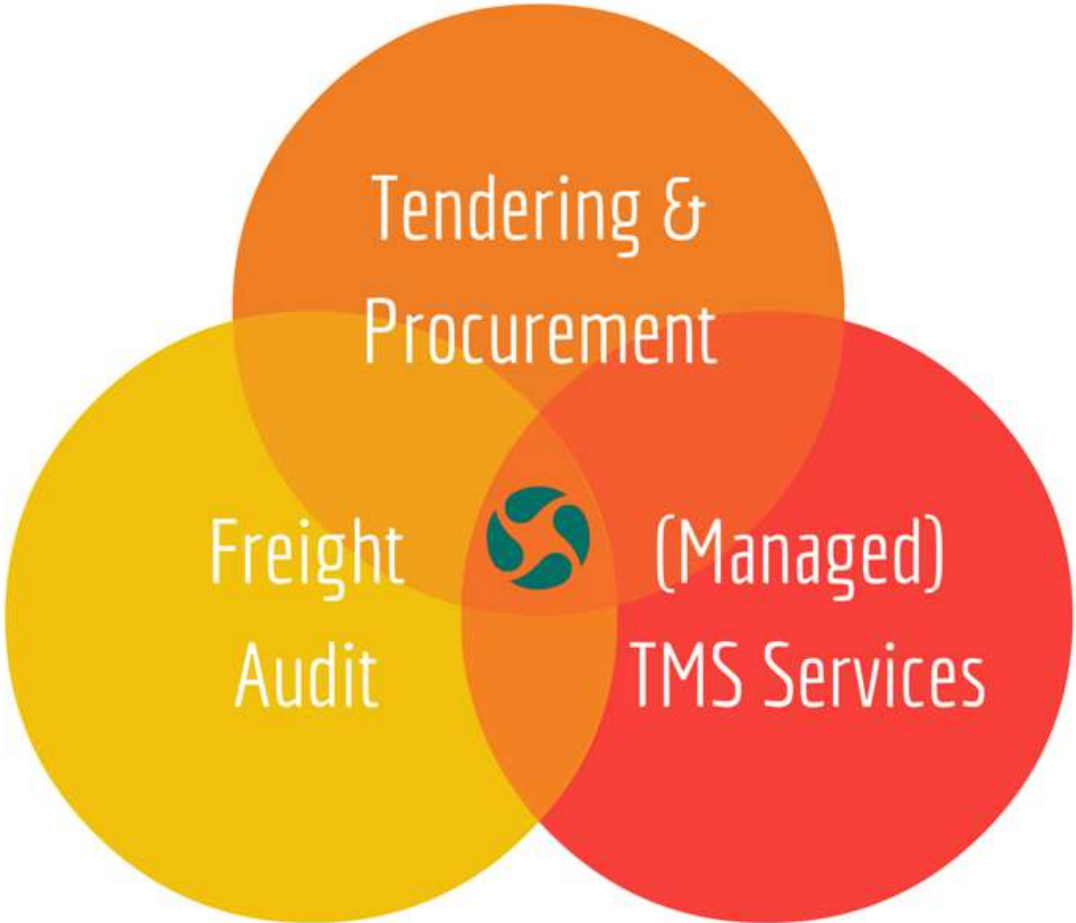 Tendering &
Procurement
Freight
Audit
(Managed)
TMS Services